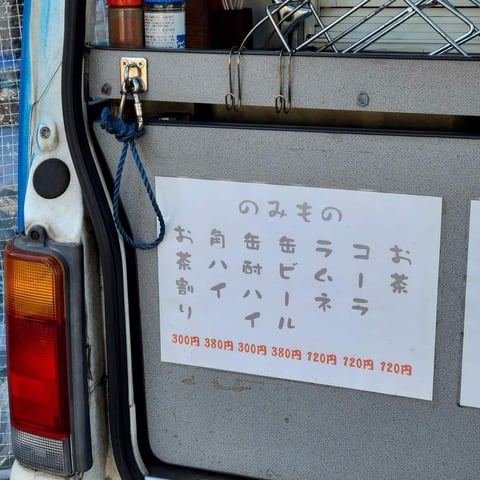 のみもの
お茶
コーラ
ラムネ
缶ビール
缶酎ハイ
角ハイ
お茶割り
300円 380円 300円 380円 120円 120円 120円